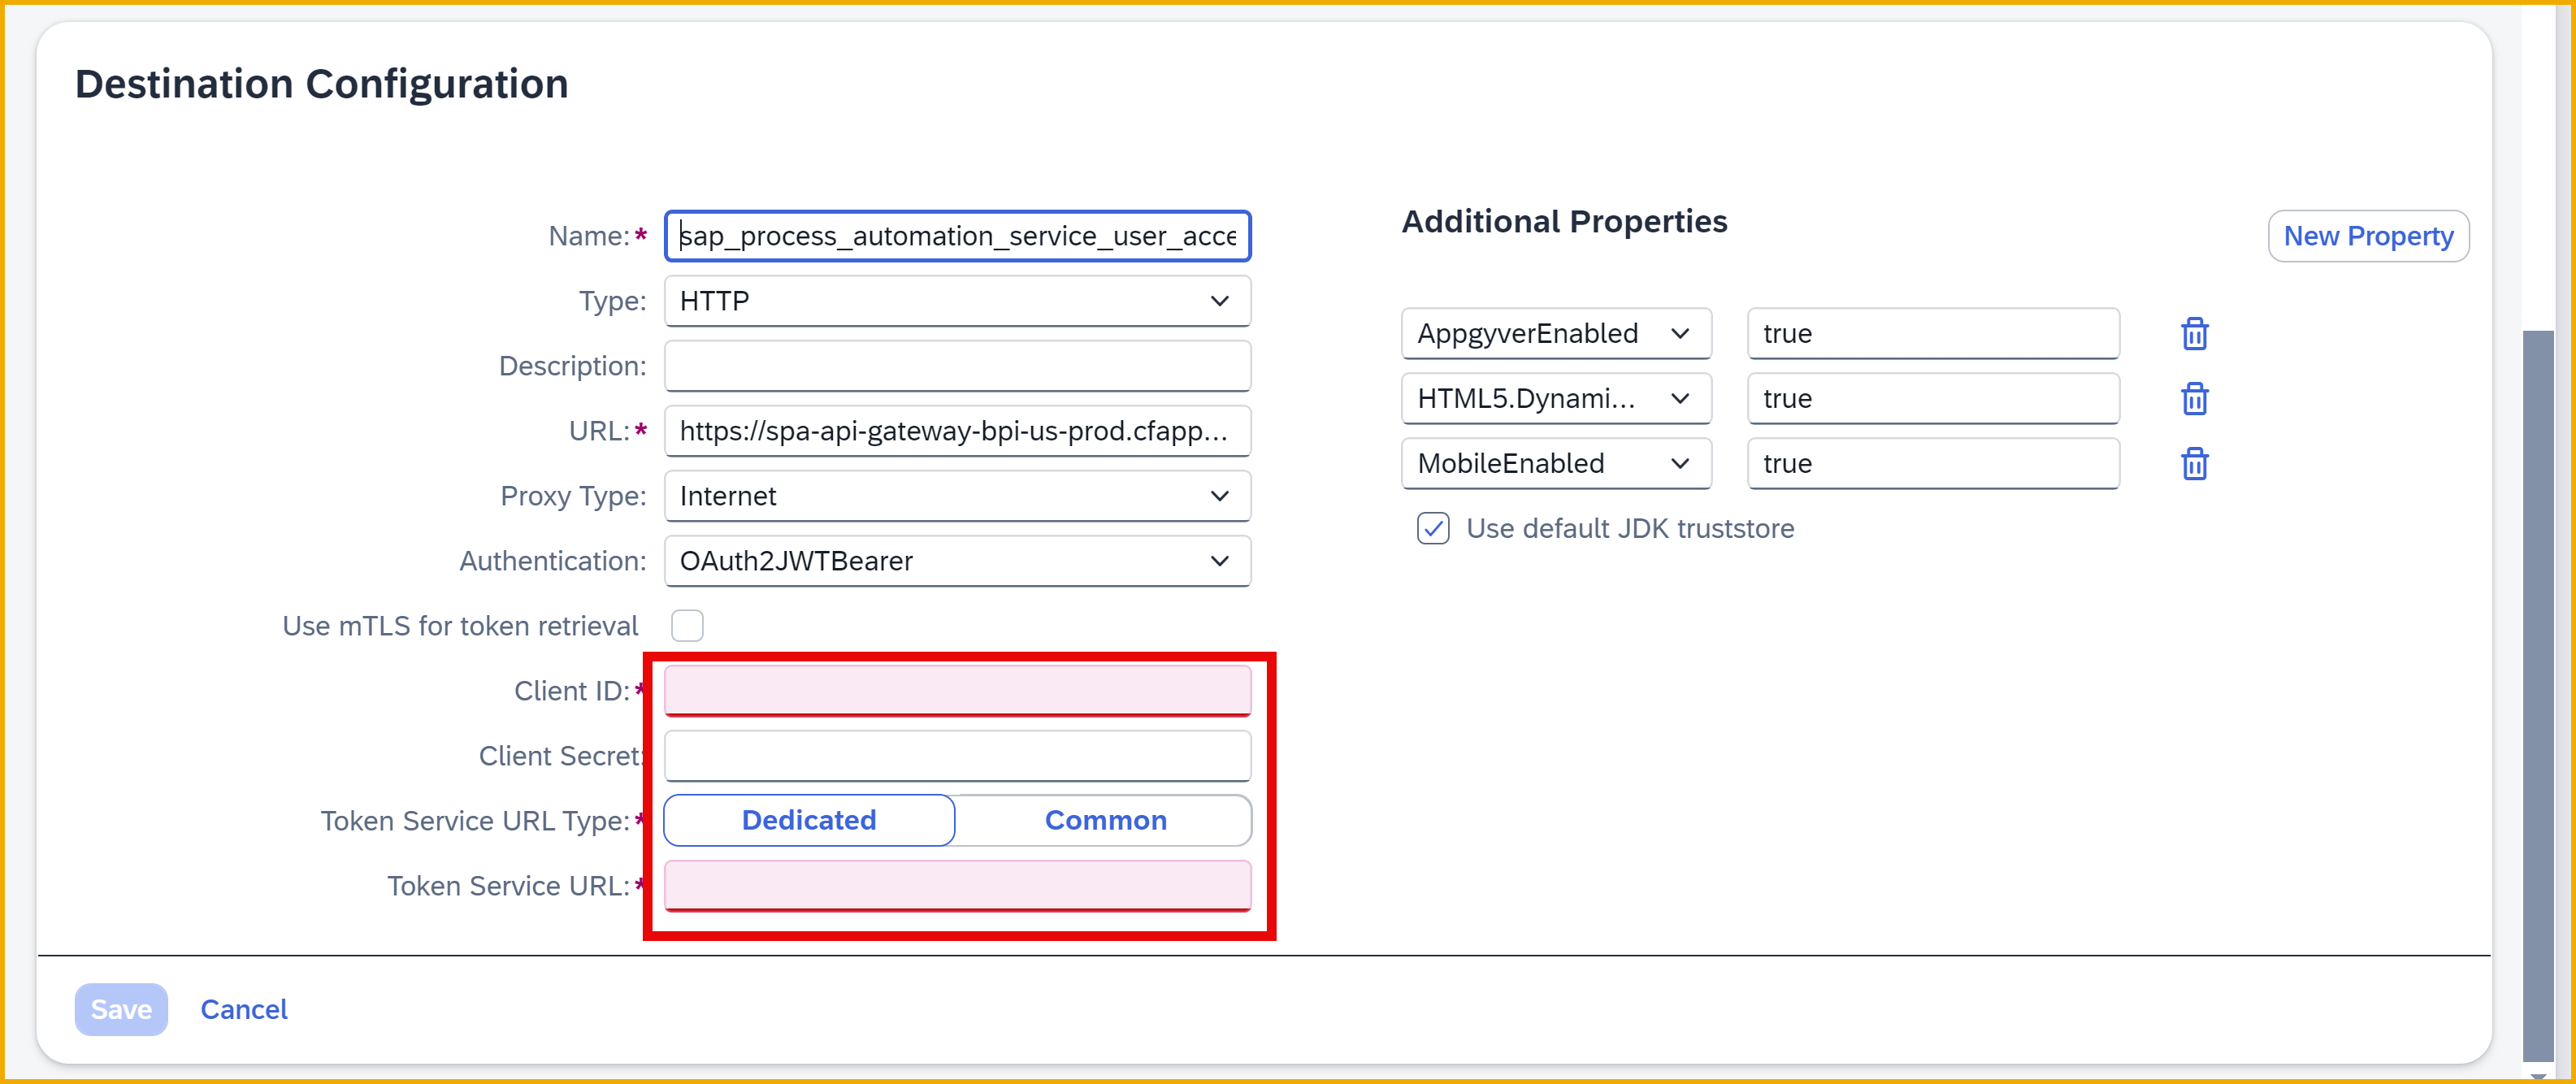 Destination Configuration
Name:*
sap_process_automation_service_user_acce
Type:
HTTP
Description:
URL:*
https://spa-api-gateway-bpi-us-prod.cfapp...
Proxy Type:
Internet
Authentication:
OAuth2JWTBearer
Use mTLS for token retrieval
Client ID:*
Client Secret:
Token Service URL Type:*
Dedicated
Common
Token Service URL:*
Additional Properties
New Property
AppgyverEnabled
true
HTML5.Dynami...
true
MobileEnabled
true
Use default JDK truststore
Save
Cancel